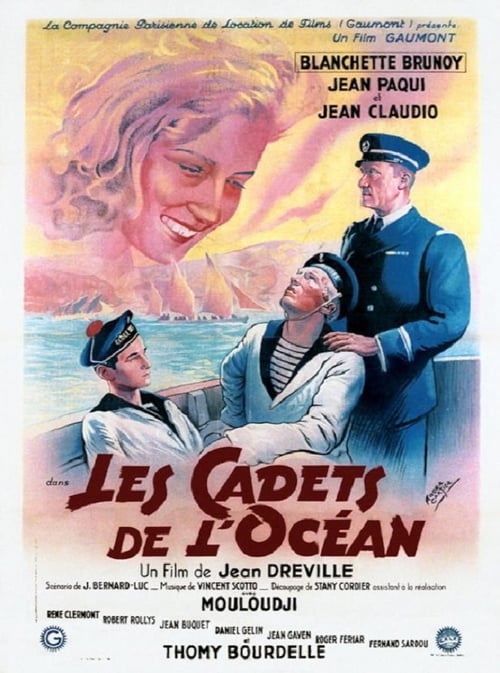 La Compagnie Parisienne de Location de Films (Gaumont) présente
Un Film GAUMONT
BLANCHETTE BRUNOY
JEAN PAQUI
et
JEAN CLAUDIO
dans
LES CADETS
DE L'OCÉAN
Un Film de Jean DREVILLE
Scénario de J. BERNARD-LUC _ Musique de VINCENT SCOTTO _ Découpage de STANY CORDIER assistant à la réalisation
avec
MOULOUDJI
RENE CLERMONT ROBERT ROLLYS JEAN BUQUET DANIEL GELIN JEAN GAVEN ROGER FERIAR FERNAND SARDOU
et
THOMY BOURDELLE
G